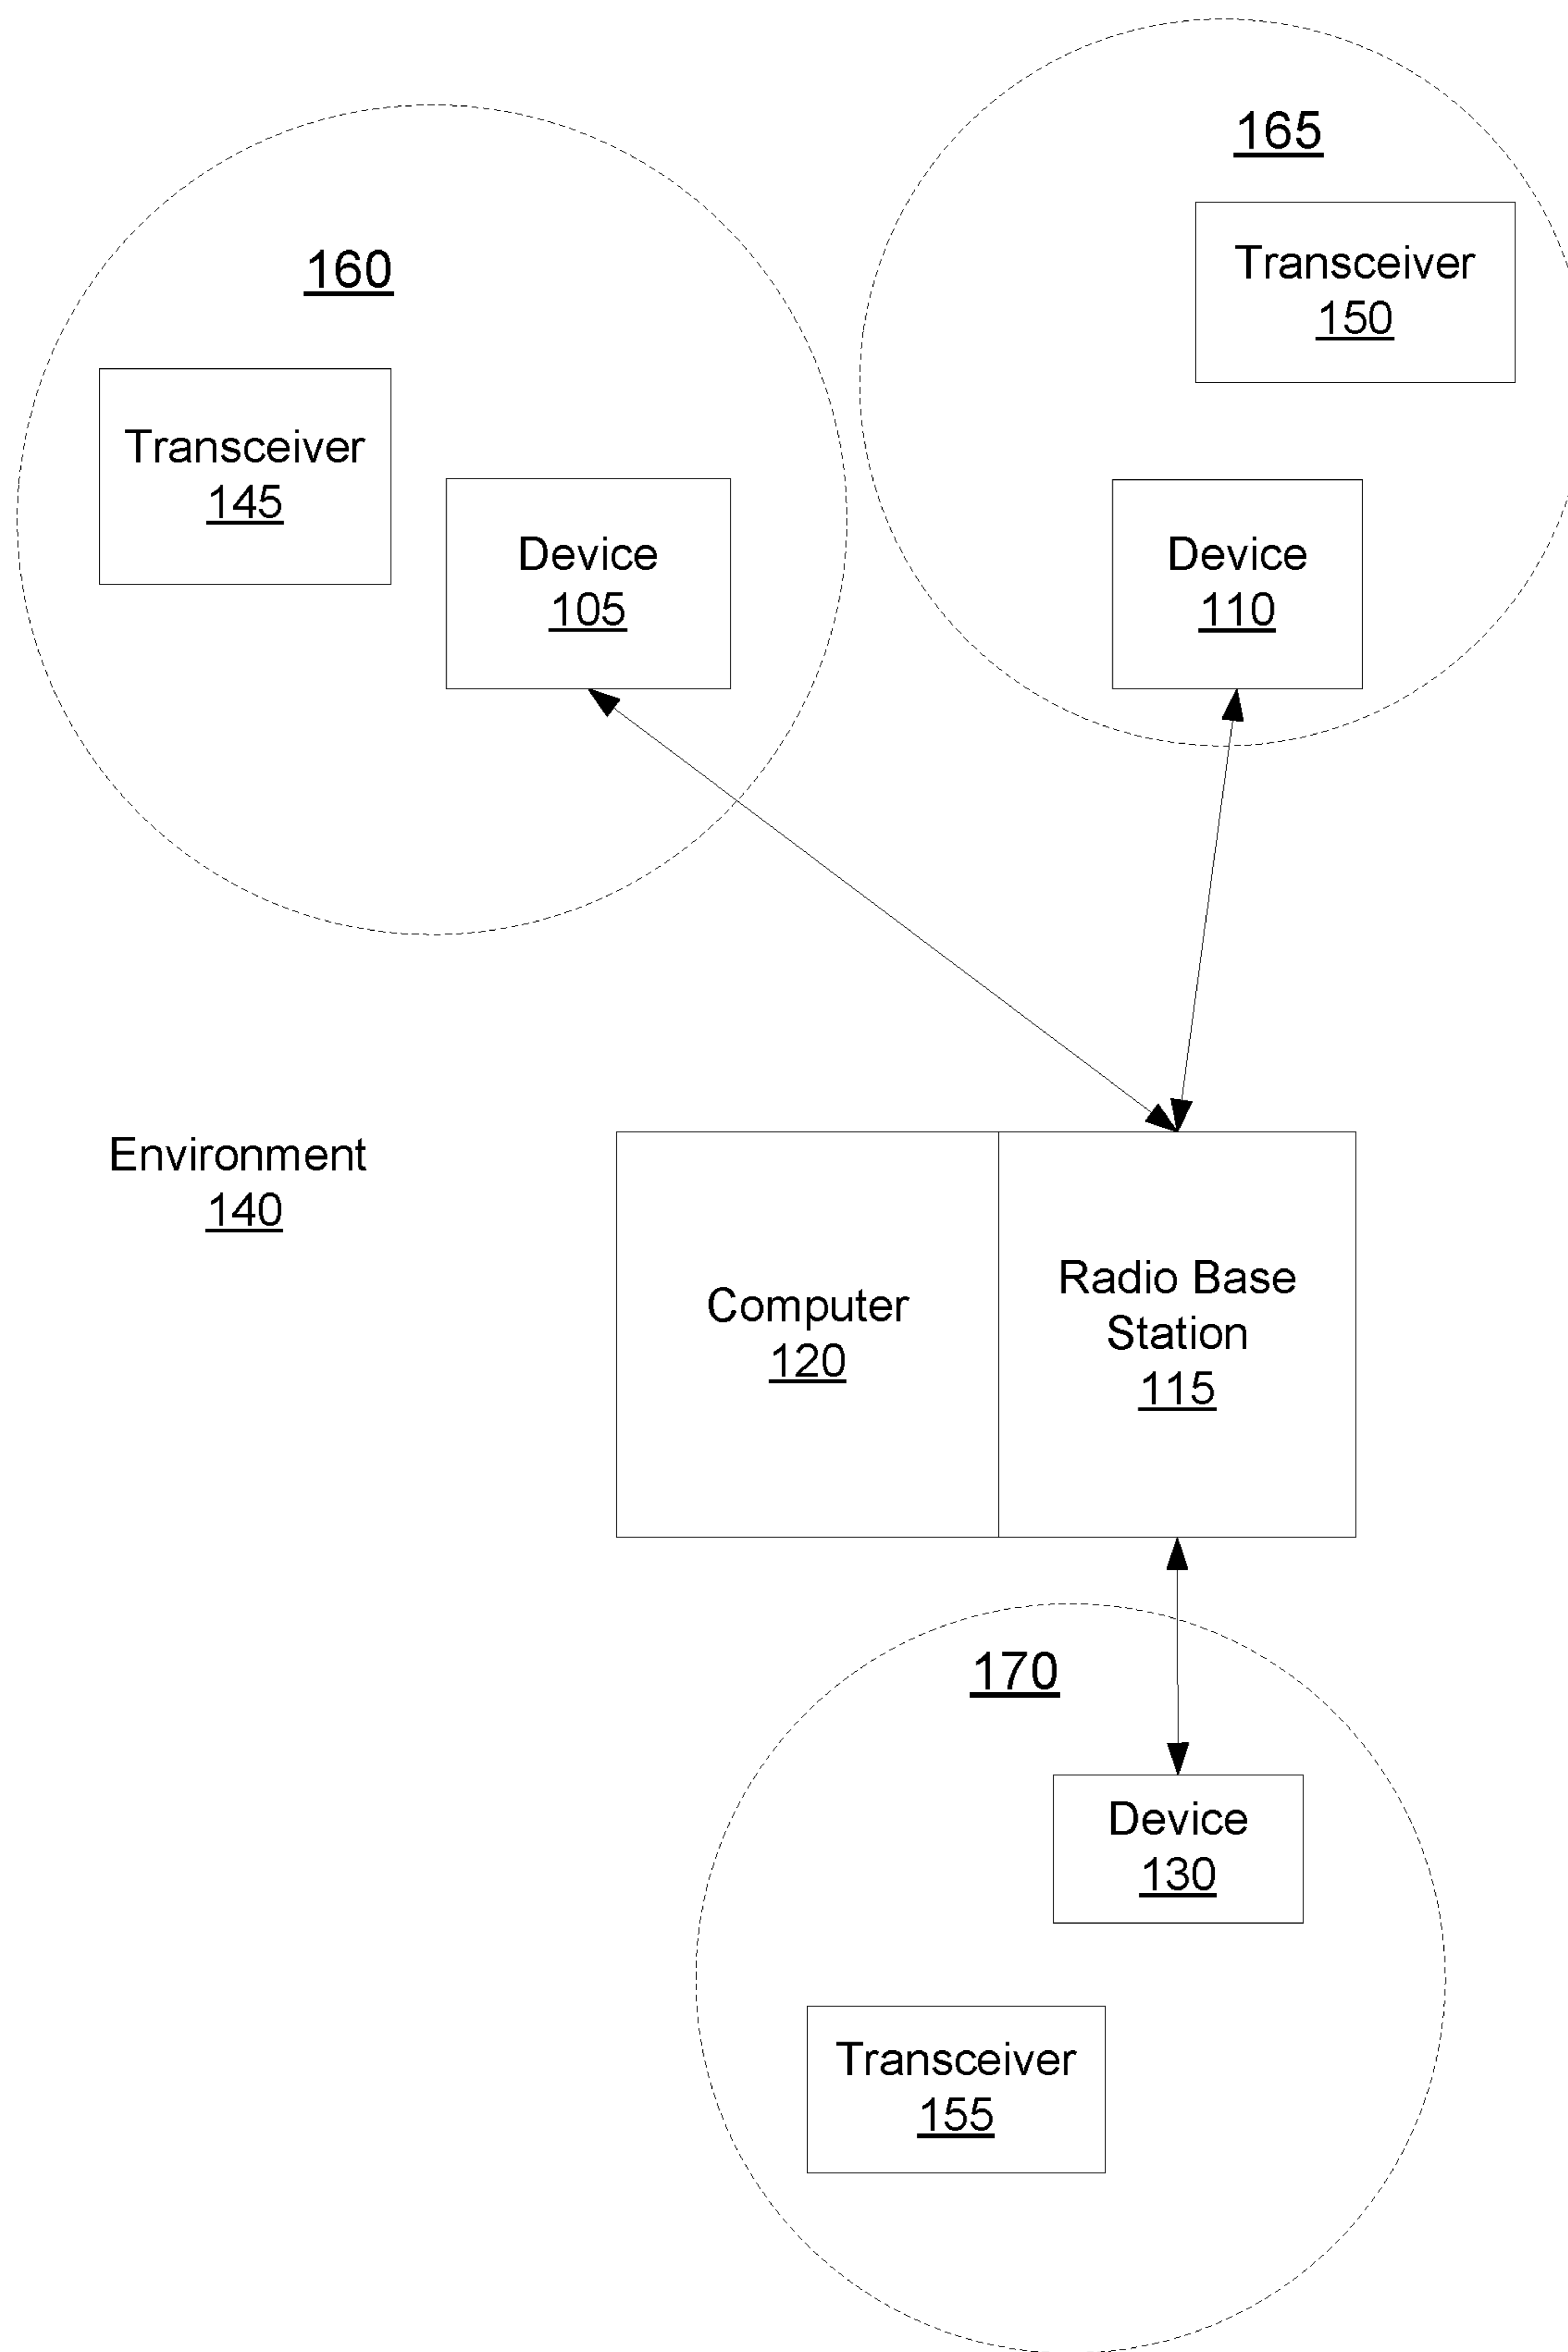 165
Transceiver
150
160
Transceiver
145
Device
105
Device
110
Environment
140
Computer
120
Radio Base
Station
115
170
Device
130
Transceiver
155